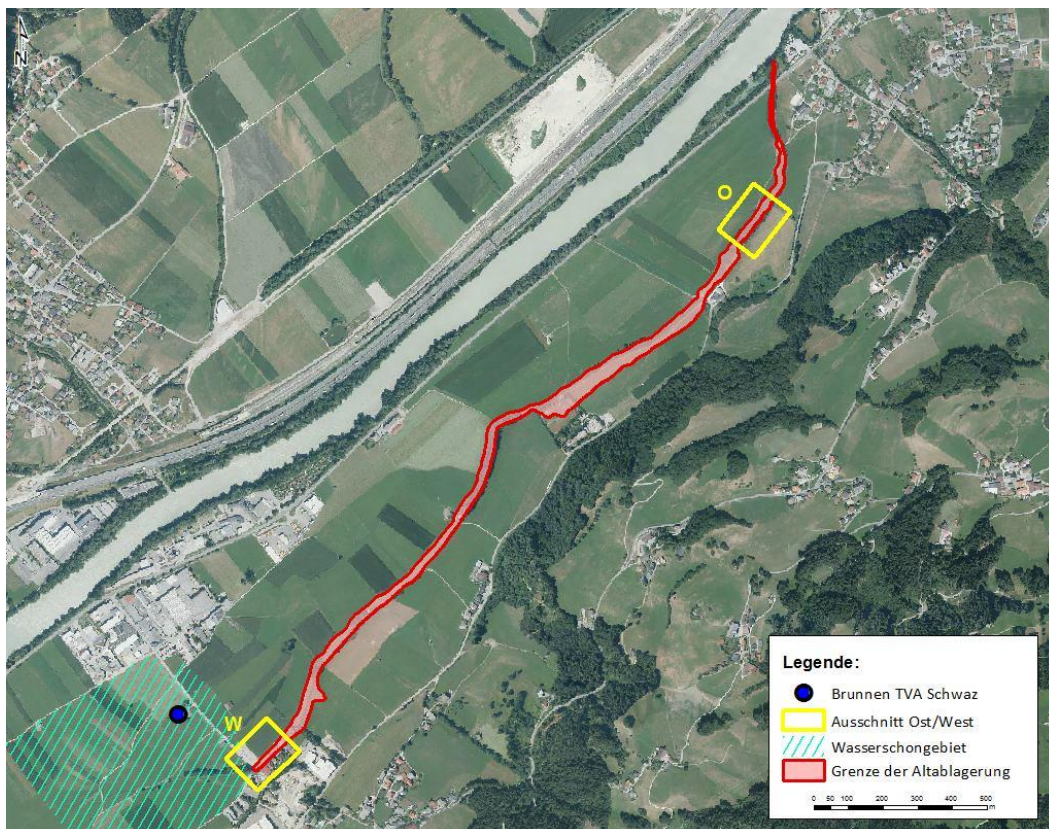 N
O
W
Legende:
Brunnen TVA Schwaz
Ausschnitt Ost/West
Wasserschongebiet
Grenze der Altablagerung
0 50 100 200 300 400 500
m